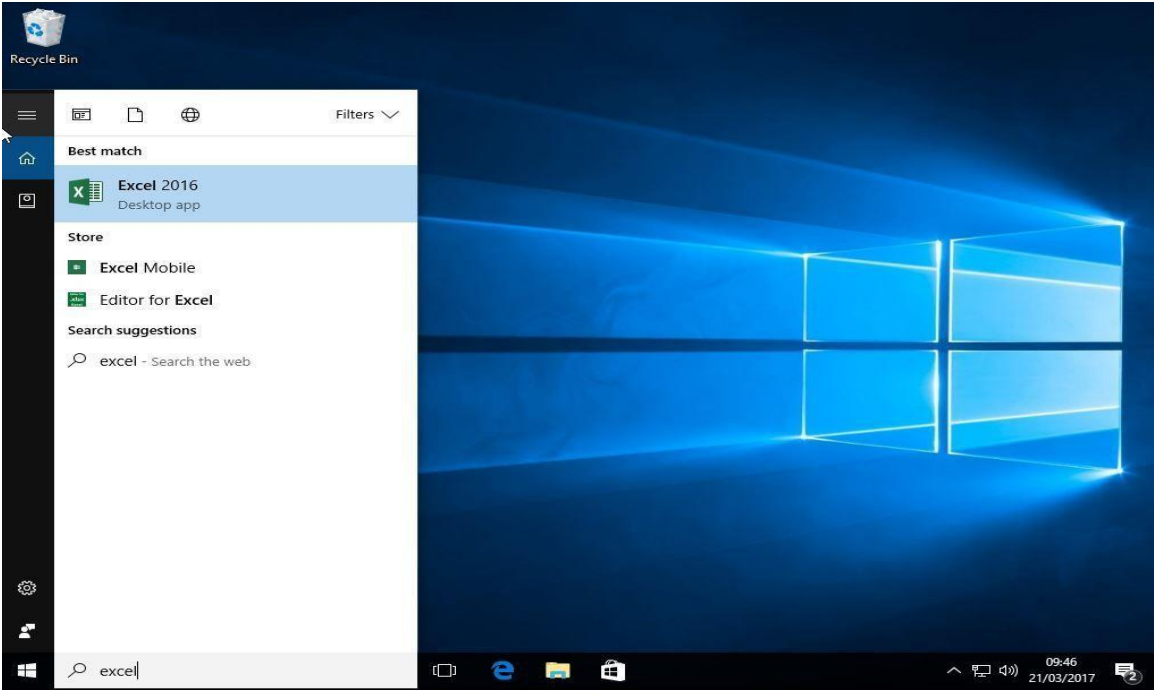 Recycle Bin
Filters
Best match
Excel 2016
Desktop app
Store
Excel Mobile
Editor for Excel
Search suggestions
excel - Search the web
excel
09:46
21/03/2017
2